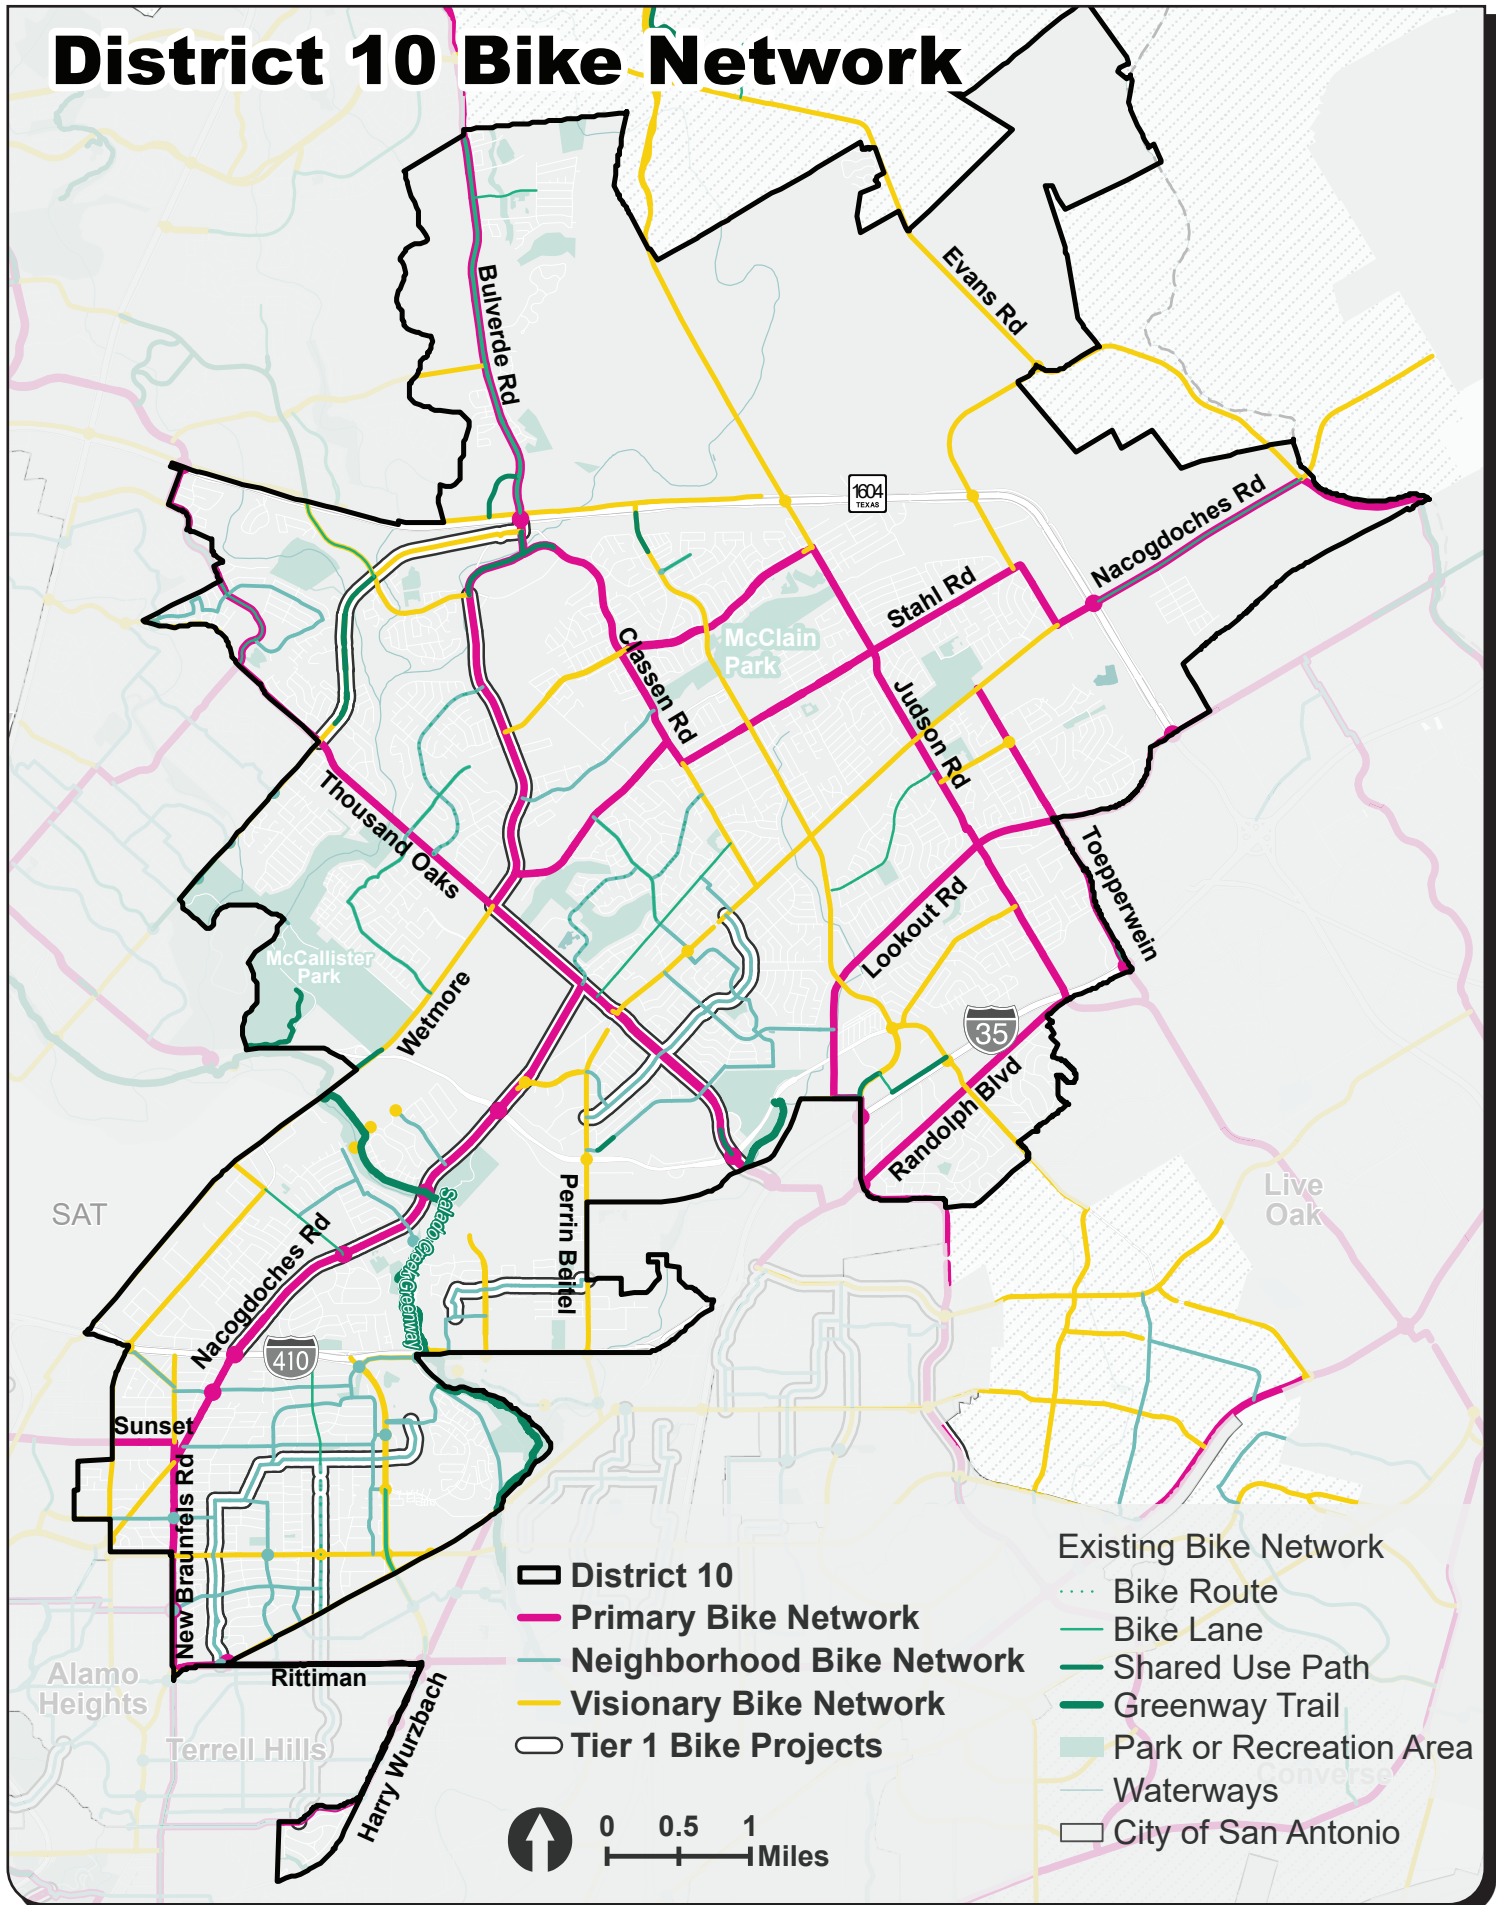 District 10 Bike Network
Bulverde Rd
Evans Rd
1604
TEXAS
Nacogdoches Rd
Stahl Rd
McClain
Park
Classen Rd
Judson Rd
Thousand Oaks
Toepperwein
Lookout Rd
McCallister
Park
Wetmore
35
Randolph Blvd
Salado Creek Greenway
Perrin Beitel
SAT
Live
Oak
Nacogdoches Rd
410
Sunset
New Braunfels Rd
Rittiman
Harry Wurzbach
Alamo
Heights
Terrell Hills
Converse
District 10
Primary Bike Network
Neighborhood Bike Network
Visionary Bike Network
Tier 1 Bike Projects
0 0.5 1
Miles
Existing Bike Network
Bike Route
Bike Lane
Shared Use Path
Greenway Trail
Park or Recreation Area
Waterways
City of San Antonio